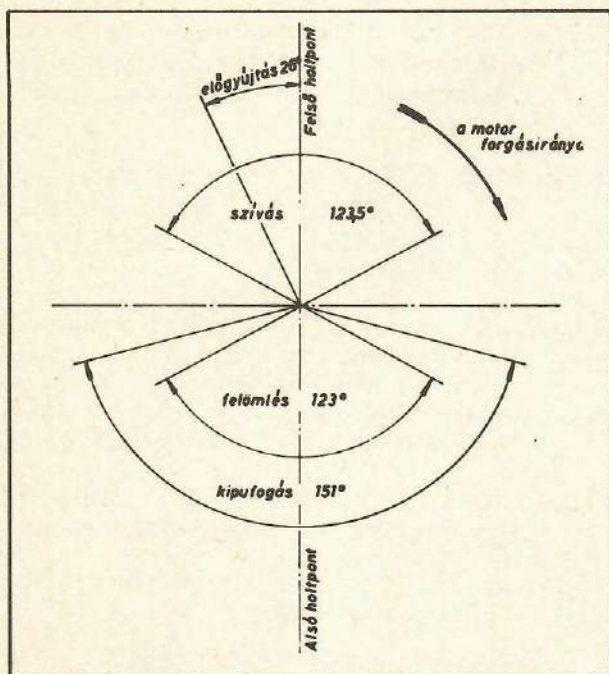 előgyújtás 26°
Felső holtpont
a motor
forgásiránya
szívás 123,5°
felömlés 123°
kipufogás 151°
Alsó holtpont